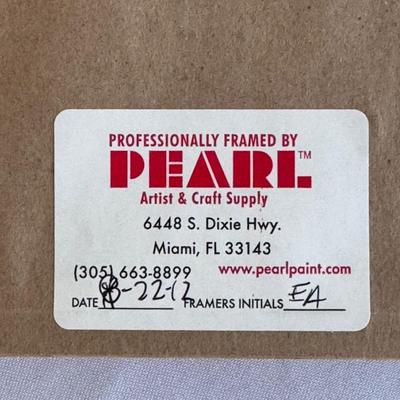 PROFESSIONALLY FRAMED BY
PEARL™
Artist & Craft Supply
6448 S. Dixie Hwy.
Miami, FL 33143
(305) 663-8899 www.pearlpaint.com
DATE 8-22-12 FRAMERS INITIALS EA